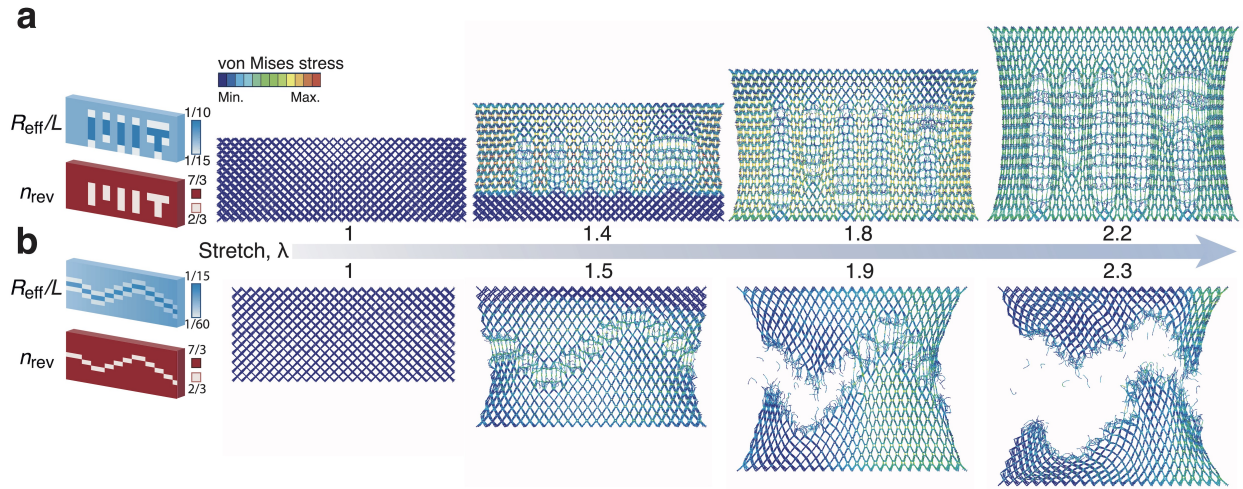 a
von Mises stress
Min. Max.
R_eff/L
1/10
1/15
n_rev
7/3
2/3
1 1.4 1.8 2.2
b
Stretch, λ
1 1.5 1.9 2.3
R_eff/L
1/15
1/60
n_rev
7/3
2/3